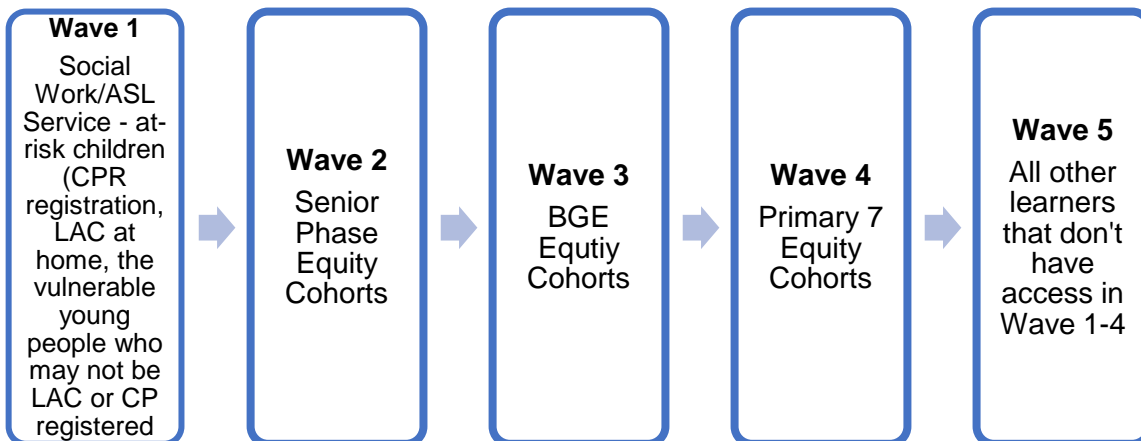 Wave 1
Social
Work/ASL
Service - at-
risk children
(CPR
registration,
LAC at
home, the
vulnerable
young
people who
may not be
LAC or CP
registered
Wave 2
Senior
Phase
Equity
Cohorts
Wave 3
BGE
Equtiy
Cohorts
Wave 4
Primary 7
Equity
Cohorts
Wave 5
All other
learners
that don't
have
access in
Wave 1-4